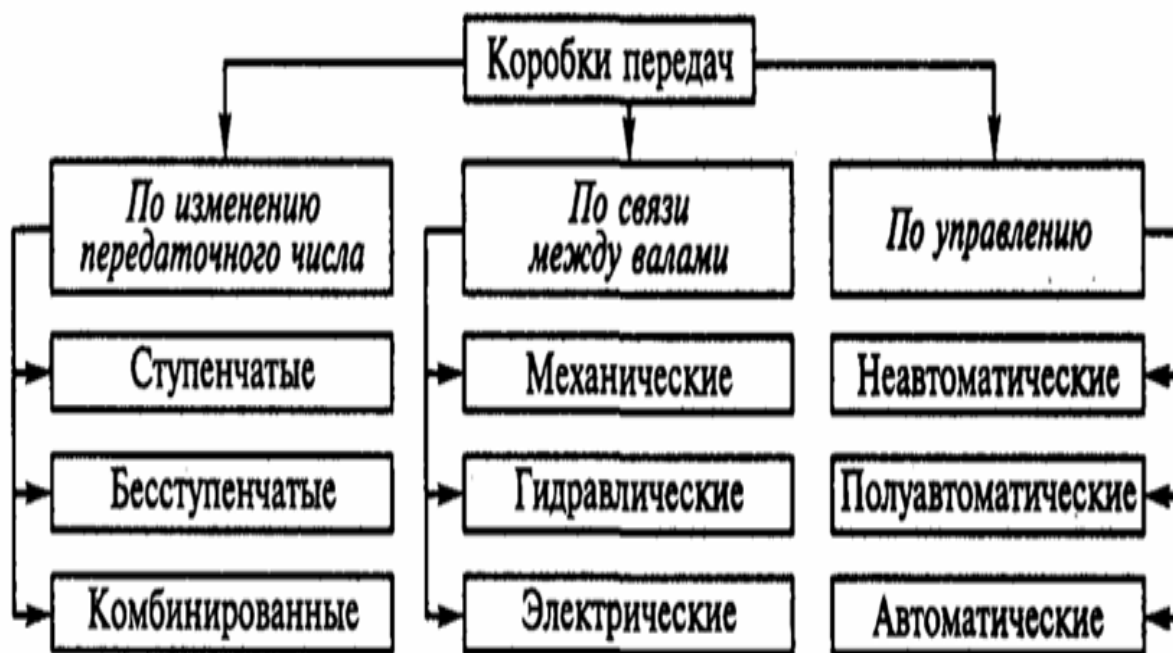 Коробки передач
По изменению
передаточного числа
Ступенчатые
Бесступенчатые
Комбинированные
По связи
между валами
Механические
Гидравлические
Электрические
По управлению
Неавтоматические
Полуавтоматические
Автоматические